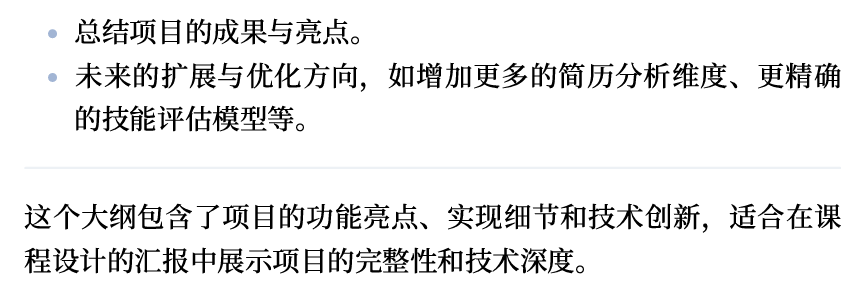 总结项目的成果与亮点。
未来的扩展与优化方向，如增加更多的简历分析维度、更精确
的技能评估模型等。
这个大纲包含了项目的功能亮点、实现细节和技术创新，适合在课
程设计的汇报中展示项目的完整性和技术深度。